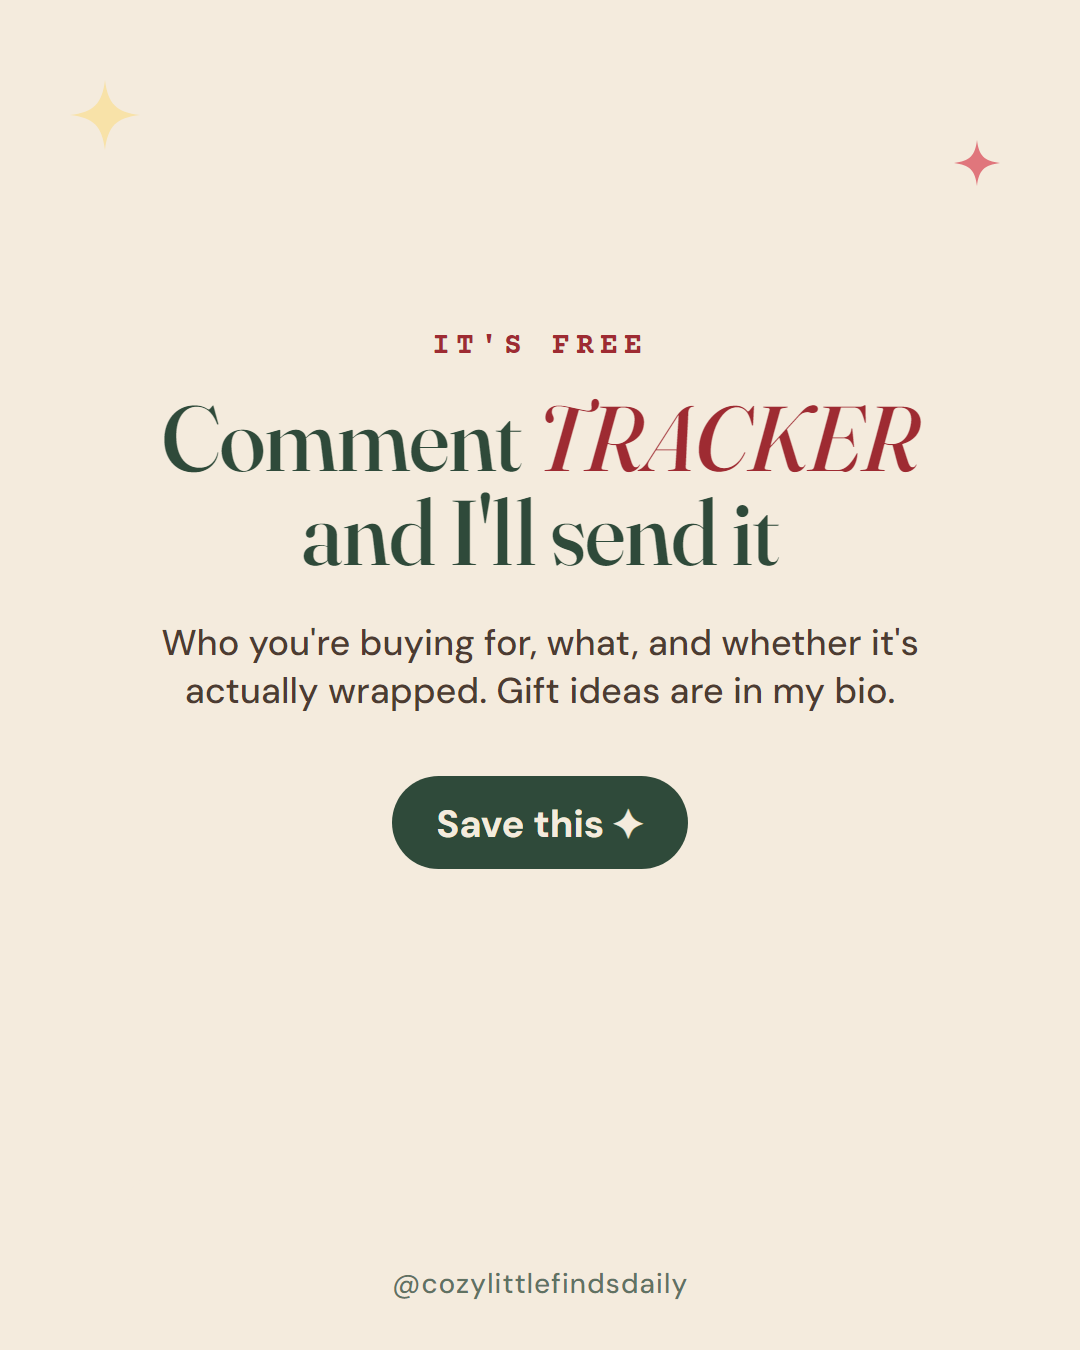 IT'S FREE
Comment TRACKER
and I'll send it
Who you're buying for, what, and whether it's
actually wrapped. Gift ideas are in my bio.
Save this ✦
@cozylittlefindsdaily